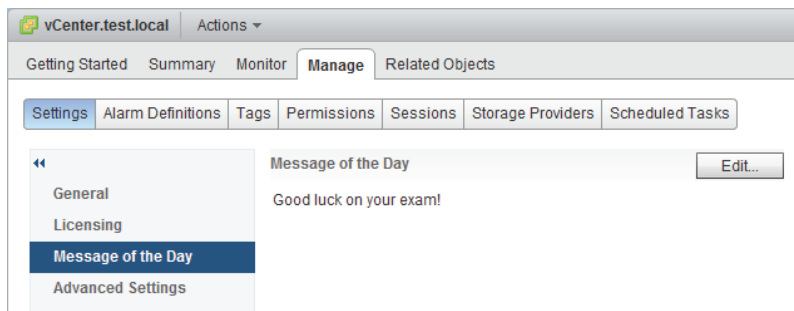 vCenter.test.local Actions
Getting Started Summary Monitor Manage Related Objects
Settings Alarm Definitions Tags Permissions Sessions Storage Providers Scheduled Tasks
Message of the Day Edit...
General
Good luck on your exam!
Licensing
Message of the Day
Advanced Settings